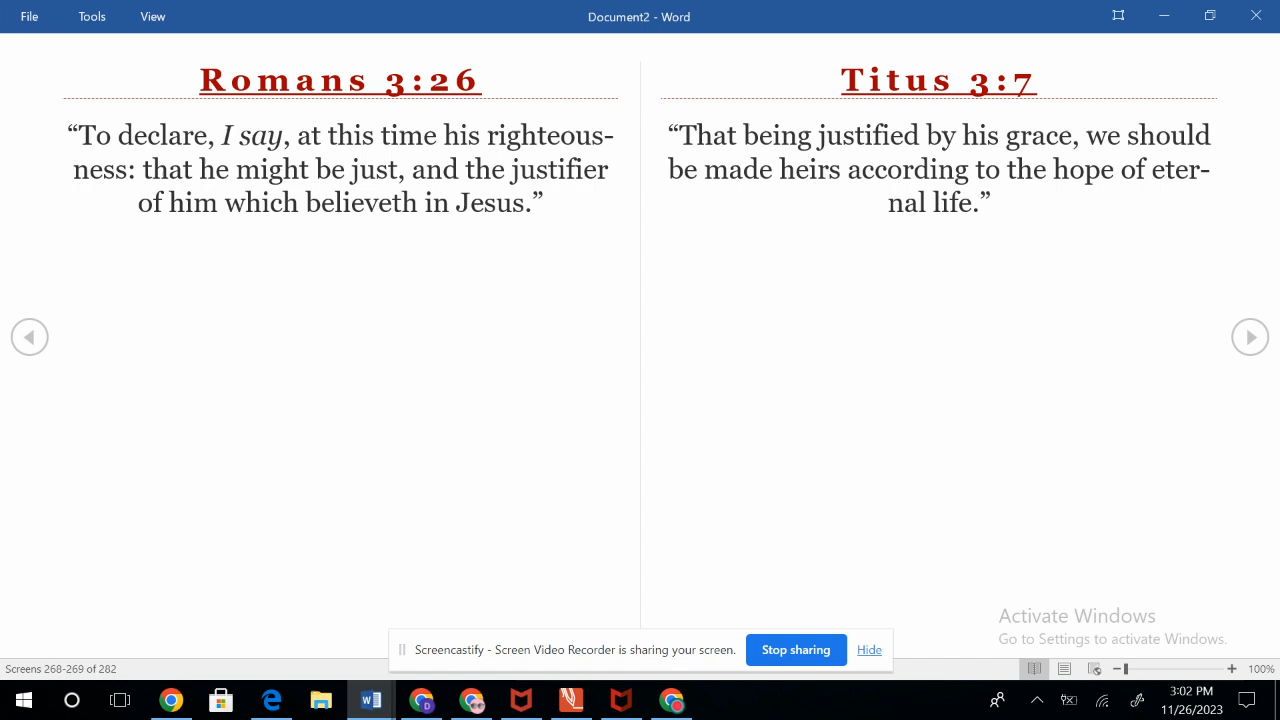 File Tools View Document2 - Word
Romans 3:26
“To declare, I say, at this time his righteous-
ness: that he might be just, and the justifier
of him which believeth in Jesus.”
Titus 3:7
“That being justified by his grace, we should
be made heirs according to the hope of eter-
nal life.”
Activate Windows
Go to Settings to activate Windows.
Screencastify - Screen Video Recorder is sharing your screen. Stop sharing Hide
Screens 268-269 of 282
100%
3:02 PM
11/26/2023